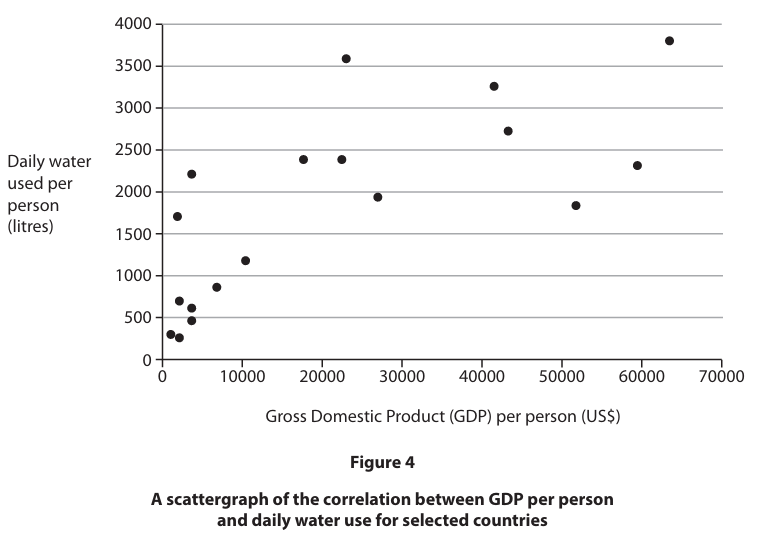 4000
3500
3000
2500
2000
1500
1000
500
0
Daily water
used per
person
(litres)
0 10000 20000 30000 40000 50000 60000 70000
Gross Domestic Product (GDP) per person (US$)
Figure 4
A scattergraph of the correlation between GDP per person
and daily water use for selected countries